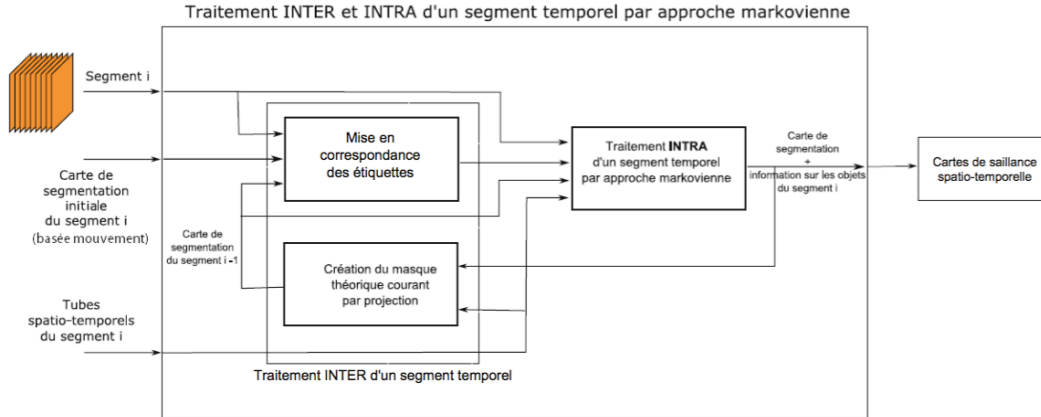 Traitement INTER et INTRA d'un segment temporel par approche markovienne
Segment i
Mise en
correspondance
des étiquettes
Traitement INTRA
d'un segment temporel
par approche markovienne
Carte de
segmentation
+
information sur les objets
du segment i
Cartes de saillance
spatio-temporelle
Carte de
segmentation
initiale
du segment i
(basée mouvement)
Carte de
segmentation
du segment i-1
Création du masque
théorique courant
par projection
Tubes
spatio-temporels
du segment i
Traitement INTER d'un segment temporel